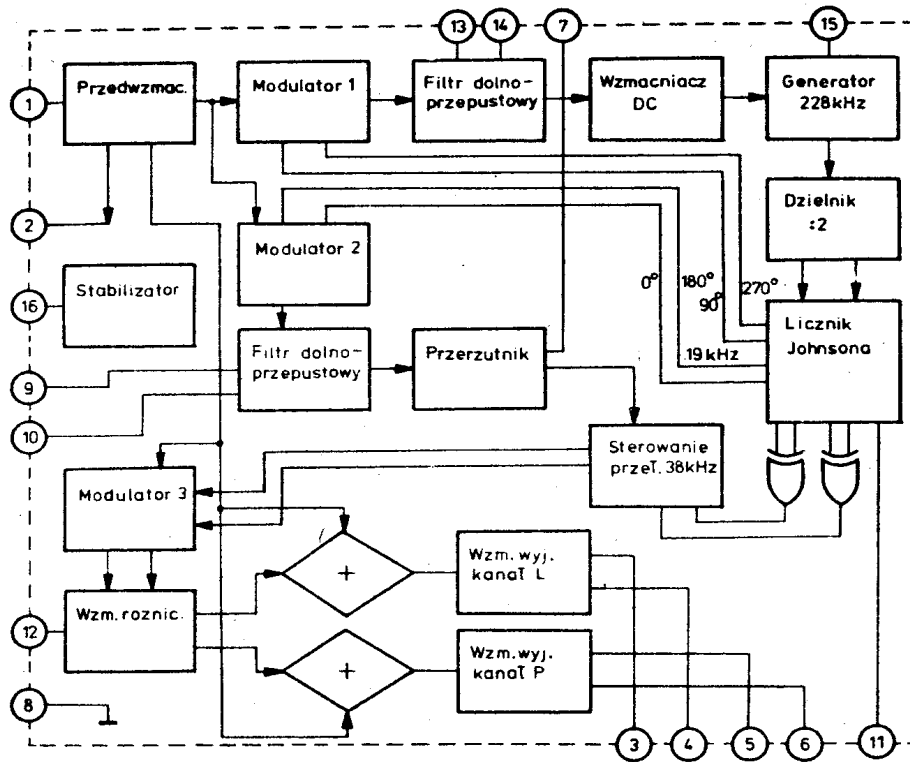 13
14
7
15
1
Przedwzmac.
Modulator 1
Filtr dolno-
przepustowy
Wzmacniacz
DC
Generator
228kHz
2
Modulator 2
Dzielnik
:2
16
Stabilizator
0°
180°
90°
270°
Licznik
Johnsona
19kHz
9
Filtr dolno-
przepustowy
Przerzutnik
10
Modulator 3
Sterowanie
przeł. 38kHz
+
Wzm. wyj.
kanał L
12
Wzm. roznic.
+
Wzm. wyj.
kanał P
8
3
4
5
6
11